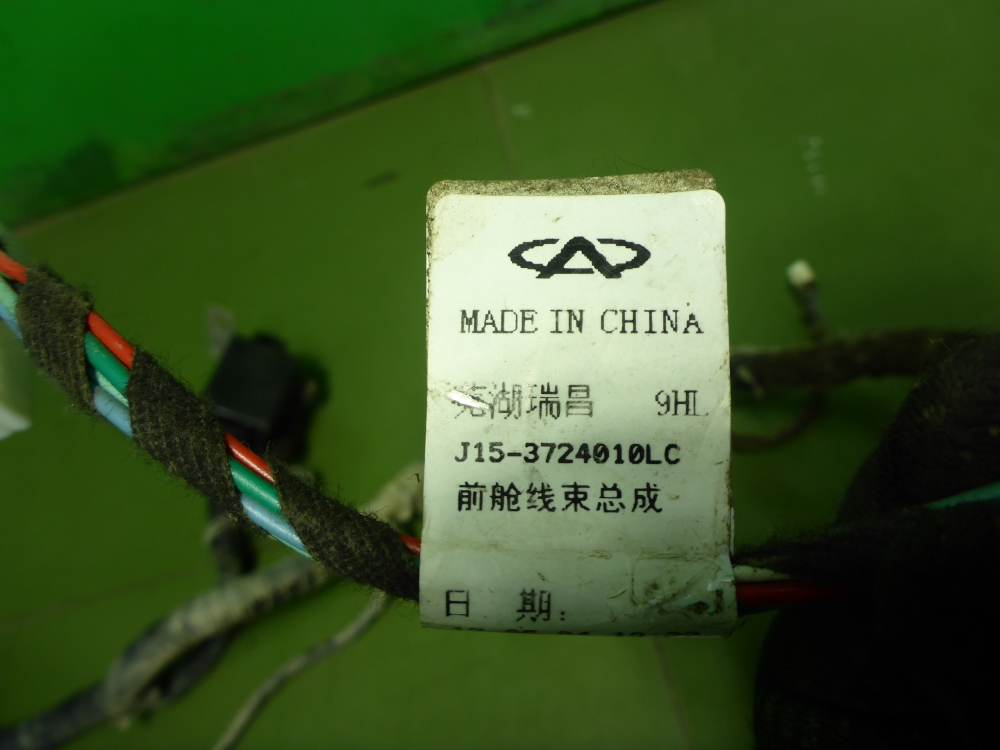 MADE IN CHINA
芜湖瑞昌 9HL
J15-3724010LC
前舱线束总成
日 期: